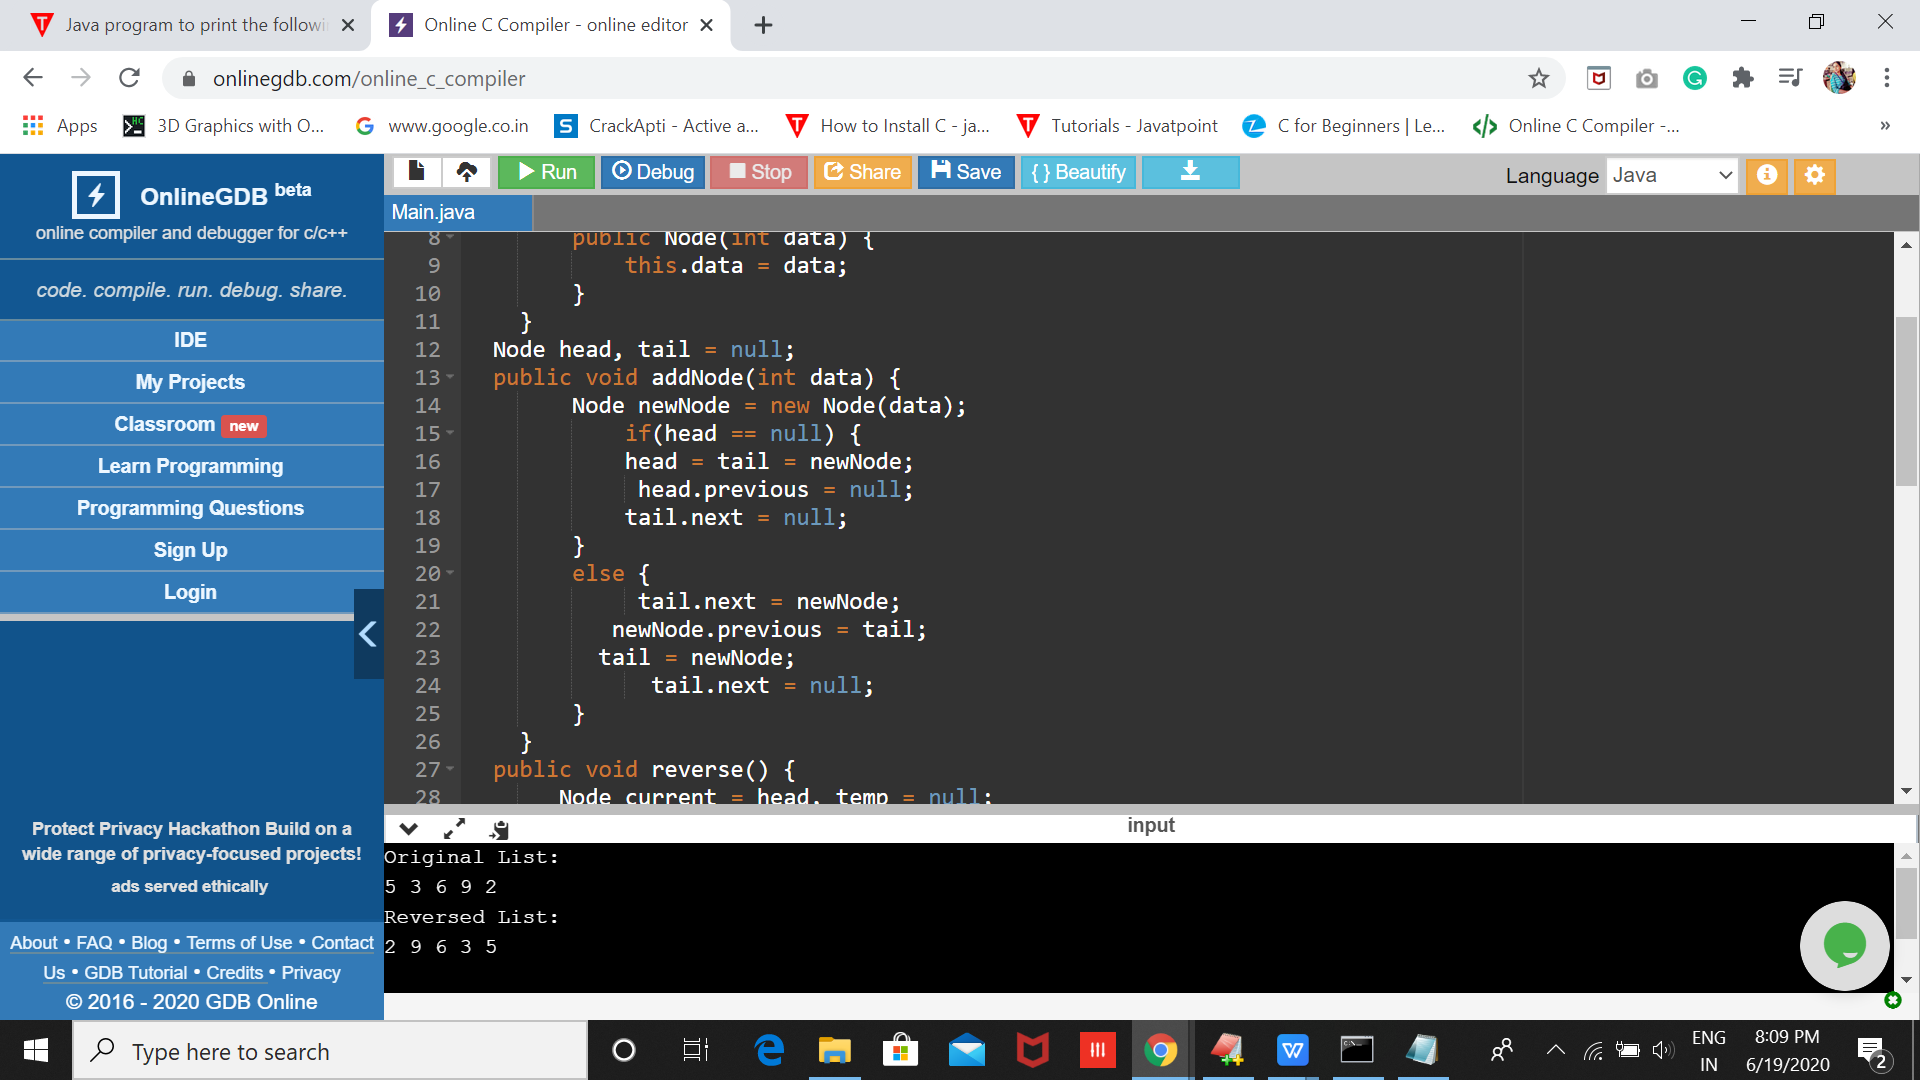 Java program to print the followi
Online C Compiler - online editor
onlinegdb.com/online_c_compiler
Apps
3D Graphics with O...
www.google.co.in
CrackApti - Active a...
How to Install C - ja...
Tutorials - Javatpoint
C for Beginners | Le...
Online C Compiler -...
»
OnlineGDB beta
online compiler and debugger for c/c++
code. compile. run. debug. share.
IDE
My Projects
Classroom new
Learn Programming
Programming Questions
Sign Up
Login
Protect Privacy Hackathon Build on a
wide range of privacy-focused projects!
ads served ethically
About • FAQ • Blog • Terms of Use • Contact
Us • GDB Tutorial • Credits • Privacy
© 2016 - 2020 GDB Online
Run Debug Stop Share Save { } Beautify
Language Java
Main.java
8 public Node(int data) {
9 this.data = data;
10 }
11 }
12 Node head, tail = null;
13 public void addNode(int data) {
14 Node newNode = new Node(data);
15 if(head == null) {
16 head = tail = newNode;
17 head.previous = null;
18 tail.next = null;
19 }
20 else {
21 tail.next = newNode;
22 newNode.previous = tail;
23 tail = newNode;
24 tail.next = null;
25 }
26 }
27 public void reverse() {
28 Node current = head, temp = null;
input
Original List:
5 3 6 9 2
Reversed List:
2 9 6 3 5
Type here to search
ENG
IN
8:09 PM
6/19/2020
2